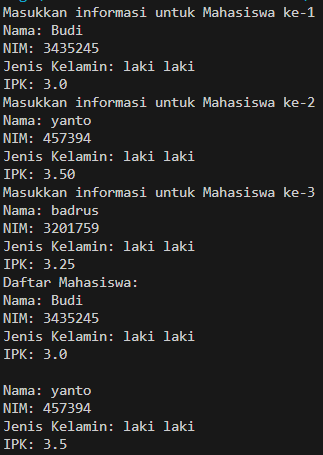 Masukkan informasi untuk Mahasiswa ke-1
Nama: Budi
NIM: 3435245
Jenis Kelamin: laki laki
IPK: 3.0
Masukkan informasi untuk Mahasiswa ke-2
Nama: yanto
NIM: 457394
Jenis Kelamin: laki laki
IPK: 3.50
Masukkan informasi untuk Mahasiswa ke-3
Nama: badrus
NIM: 3201759
Jenis Kelamin: laki laki
IPK: 3.25
Daftar Mahasiswa:
Nama: Budi
NIM: 3435245
Jenis Kelamin: laki laki
IPK: 3.0

Nama: yanto
NIM: 457394
Jenis Kelamin: laki laki
IPK: 3.5